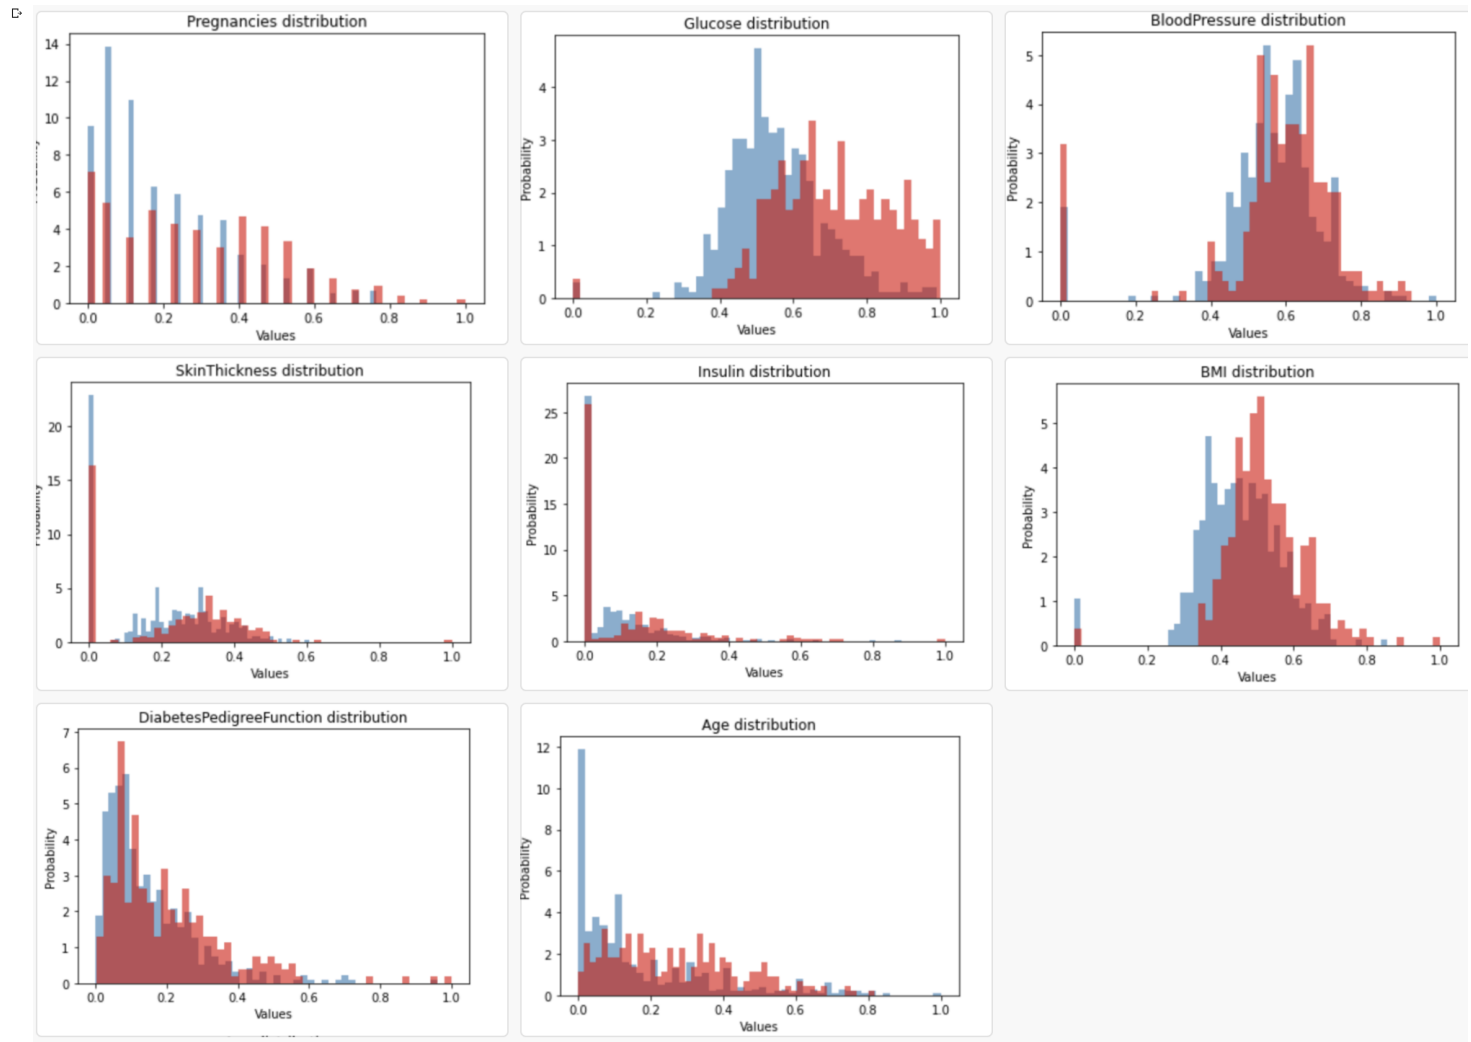 Pregnancies distribution
14
12
10
8
6
4
2
0
0.0 0.2 0.4 0.6 0.8 1.0
Values
Glucose distribution
Probability
4
3
2
1
0
0.0 0.2 0.4 0.6 0.8 1.0
Values
BloodPressure distribution
Probability
5
4
3
2
1
0
0.0 0.2 0.4 0.6 0.8 1.0
Values
SkinThickness distribution
Probability
20
15
10
5
0
0.0 0.2 0.4 0.6 0.8 1.0
Values
Insulin distribution
Probability
25
20
15
10
5
0
0.0 0.2 0.4 0.6 0.8 1.0
Values
BMI distribution
Probability
5
4
3
2
1
0
0.0 0.2 0.4 0.6 0.8 1.0
Values
DiabetesPedigreeFunction distribution
Probability
7
6
5
4
3
2
1
0
0.0 0.2 0.4 0.6 0.8 1.0
Values
Age distribution
Probability
12
10
8
6
4
2
0
0.0 0.2 0.4 0.6 0.8 1.0
Values